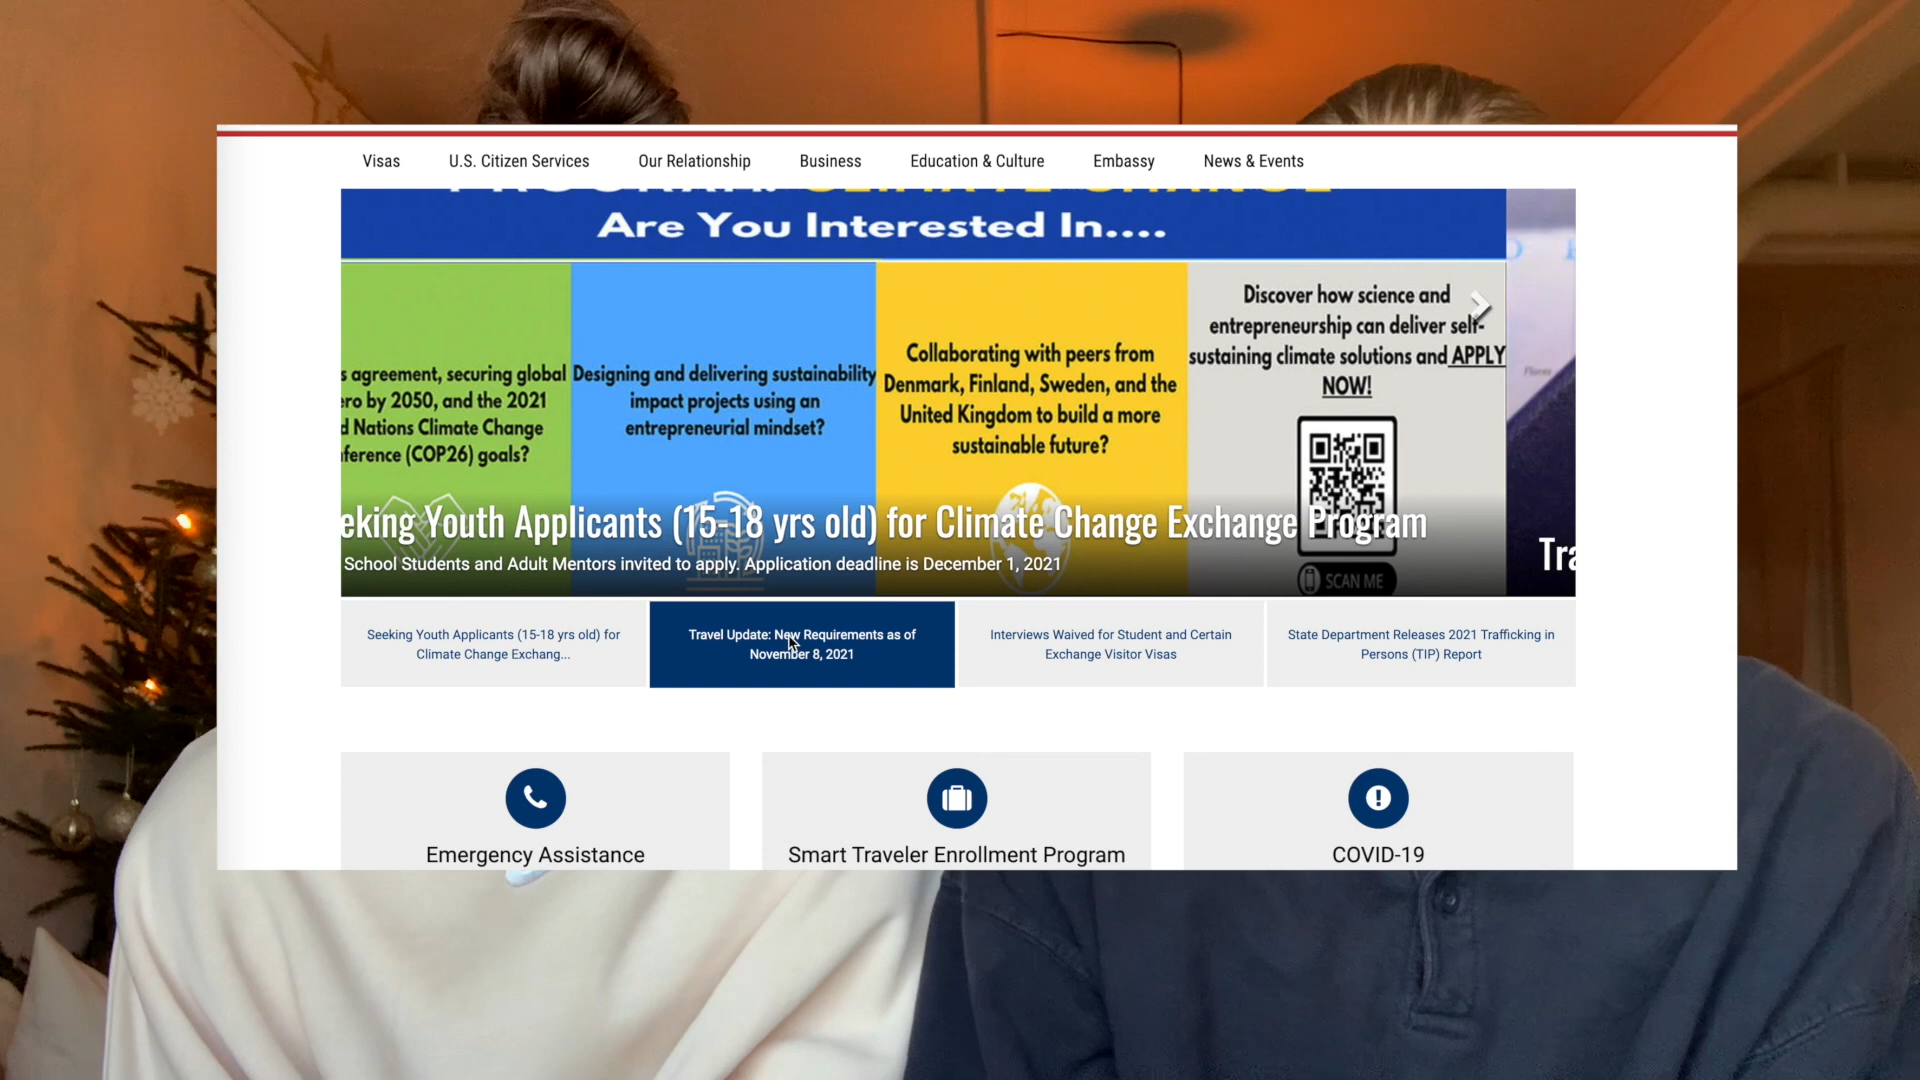 Visas U.S. Citizen Services Our Relationship Business Education & Culture Embassy News & Events
PROGRAM: CLIMATE CHANGE
Are You Interested In....
s agreement, securing global
ero by 2050, and the 2021
d Nations Climate Change
ference (COP26) goals?
Designing and delivering sustainability
impact projects using an
entrepreneurial mindset?
Collaborating with peers from
Denmark, Finland, Sweden, and the
United Kingdom to build a more
sustainable future?
Discover how science and
entrepreneurship can deliver self-
sustaining climate solutions and APPLY
NOW!
SCAN ME
eking Youth Applicants (15-18 yrs old) for Climate Change Exchange Program
School Students and Adult Mentors invited to apply. Application deadline is December 1, 2021
Tra
Flores
Seeking Youth Applicants (15-18 yrs old) for
Climate Change Exchang...
Travel Update: New Requirements as of
November 8, 2021
Interviews Waived for Student and Certain
Exchange Visitor Visas
State Department Releases 2021 Trafficking in
Persons (TIP) Report
Emergency Assistance
Smart Traveler Enrollment Program
COVID-19